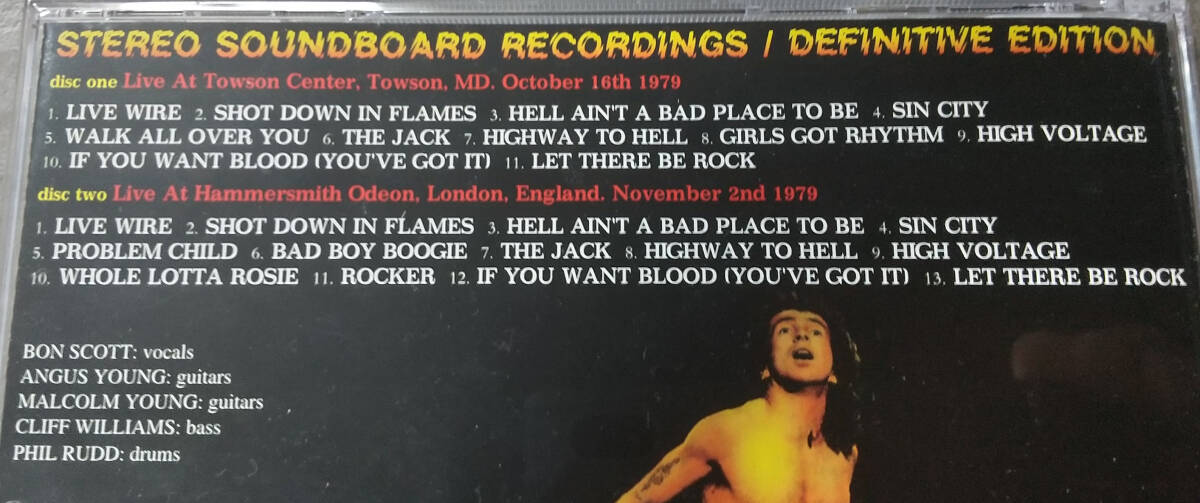 STEREO SOUNDBOARD RECORDINGS / DEFINITIVE EDITION
disc one Live At Towson Center, Towson, MD. October 16th 1979
1. LIVE WIRE 2. SHOT DOWN IN FLAMES 3. HELL AIN'T A BAD PLACE TO BE 4. SIN CITY
5. WALK ALL OVER YOU 6. THE JACK 7. HIGHWAY TO HELL 8. GIRLS GOT RHYTHM 9. HIGH VOLTAGE
10. IF YOU WANT BLOOD (YOU'VE GOT IT) 11. LET THERE BE ROCK
disc two Live At Hammersmith Odeon, London, England. November 2nd 1979
1. LIVE WIRE 2. SHOT DOWN IN FLAMES 3. HELL AIN'T A BAD PLACE TO BE 4. SIN CITY
5. PROBLEM CHILD 6. BAD BOY BOOGIE 7. THE JACK 8. HIGHWAY TO HELL 9. HIGH VOLTAGE
10. WHOLE LOTTA ROSIE 11. ROCKER 12. IF YOU WANT BLOOD (YOU'VE GOT IT) 13. LET THERE BE ROCK
BON SCOTT: vocals
ANGUS YOUNG: guitars
MALCOLM YOUNG: guitars
CLIFF WILLIAMS: bass
PHIL RUDD: drums